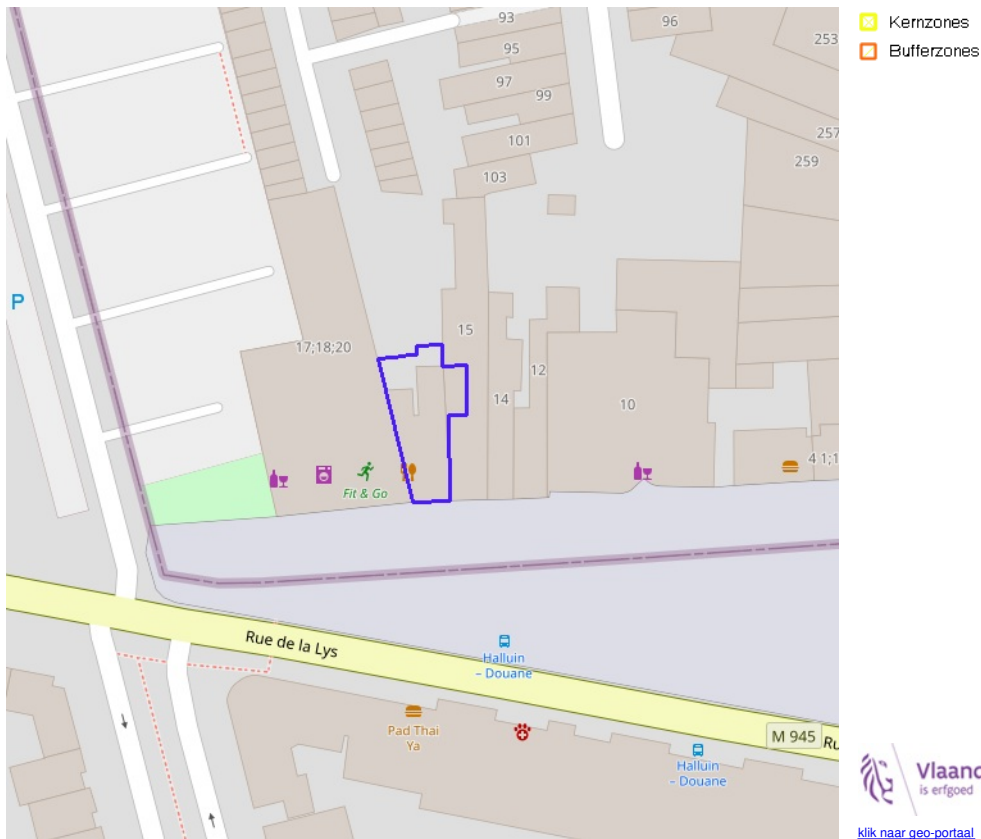 93
95
97
99
101
103
96
253
257
259
P
17;18;20
15
14
12
10
4 1;1
Fit & Go
Rue de la Lys
Halluin
– Douane
Pad Thai
Ya
M 945
Ru
Halluin
– Douane
Kernzones
Bufferzones
Vlaand
is erfgoed
klik naar geo-portaal